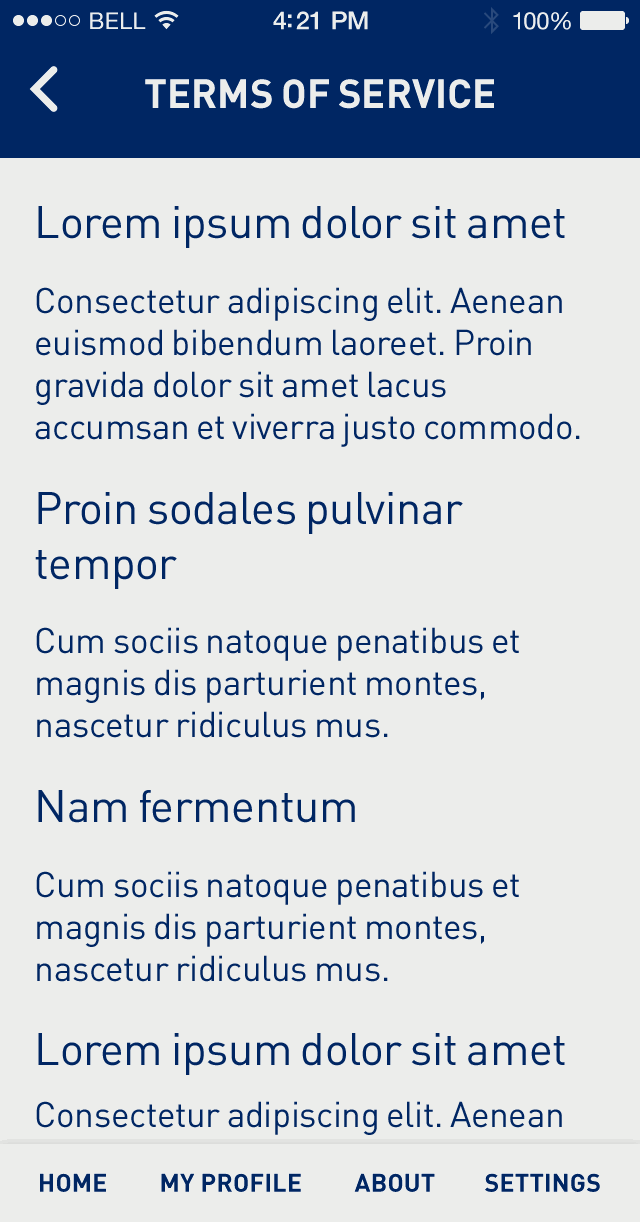 BELL 4:21 PM 100%
TERMS OF SERVICE
Lorem ipsum dolor sit amet
Consectetur adipiscing elit. Aenean
euismod bibendum laoreet. Proin
gravida dolor sit amet lacus
accumsan et viverra justo commodo.
Proin sodales pulvinar
tempor
Cum sociis natoque penatibus et
magnis dis parturient montes,
nascetur ridiculus mus.
Nam fermentum
Cum sociis natoque penatibus et
magnis dis parturient montes,
nascetur ridiculus mus.
Lorem ipsum dolor sit amet
Consectetur adipiscing elit. Aenean
HOME MY PROFILE ABOUT SETTINGS